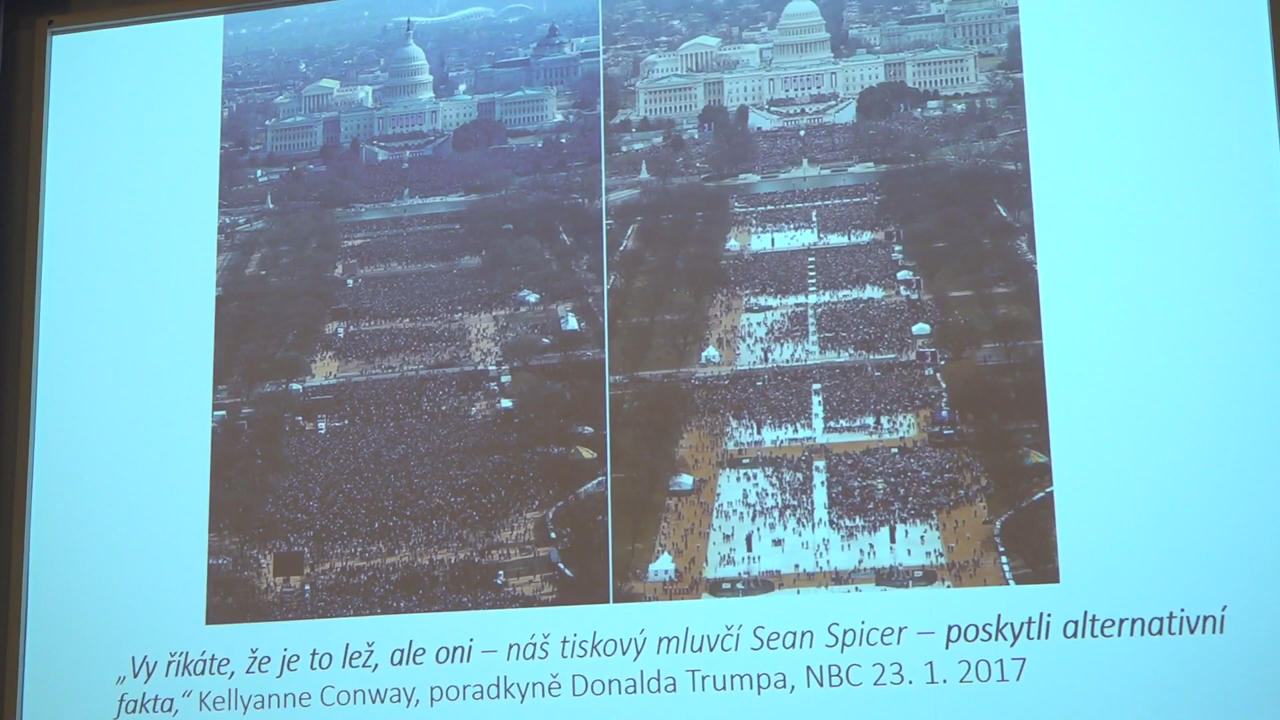 „Vy říkáte, že je to lež, ale oni – náš tiskový mluvčí Sean Spicer – poskytli alternativní
fakta,“ Kellyanne Conway, poradkyně Donalda Trumpa, NBC 23. 1. 2017